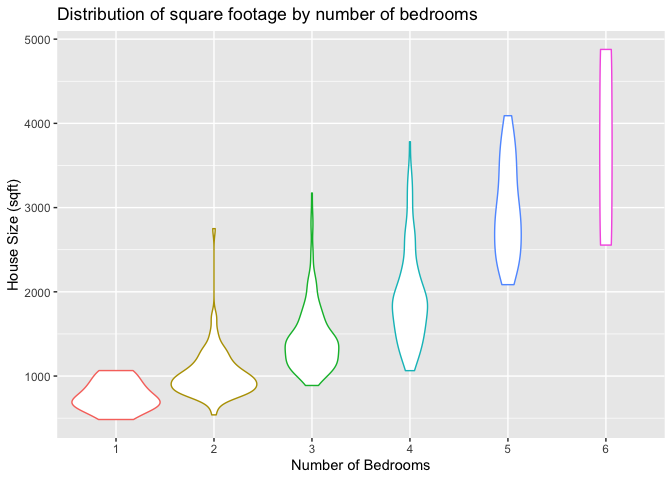 Distribution of square footage by number of bedrooms
5000
4000
3000
2000
1000
House Size (sqft)
1 2 3 4 5 6
Number of Bedrooms